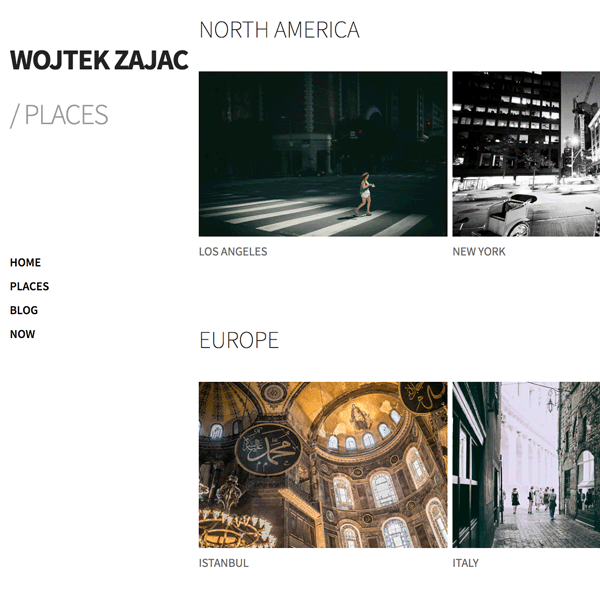 WOJTEK ZAJAC
/ PLACES
HOME
PLACES
BLOG
NOW
NORTH AMERICA
LOS ANGELES
NEW YORK
EUROPE
ISTANBUL
ITALY